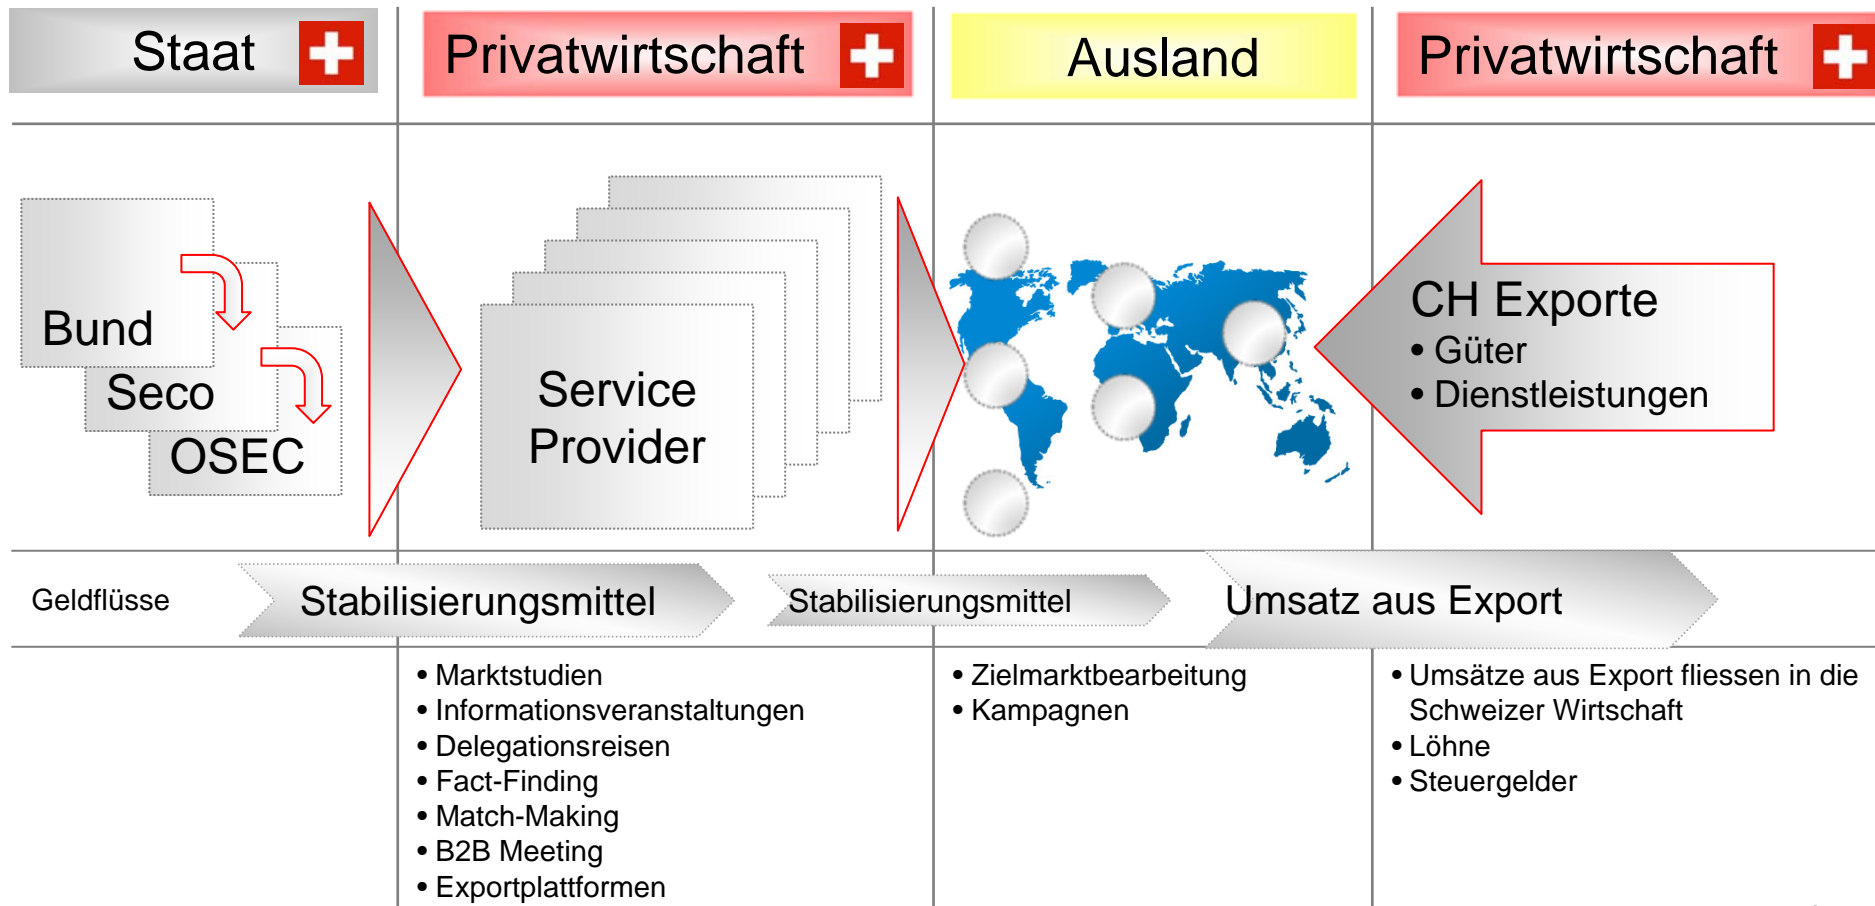 Staat
Privatwirtschaft
Ausland
Privatwirtschaft
Bund
Seco
OSEC
Service
Provider
CH Exporte
• Güter
• Dienstleistungen
Geldflüsse
Stabilisierungsmittel
Stabilisierungsmittel
Umsatz aus Export
• Marktstudien
• Informationsveranstaltungen
• Delegationsreisen
• Fact-Finding
• Match-Making
• B2B Meeting
• Exportplattformen
• Zielmarktbearbeitung
• Kampagnen
• Umsätze aus Export fliessen in die
Schweizer Wirtschaft
• Löhne
• Steuergelder